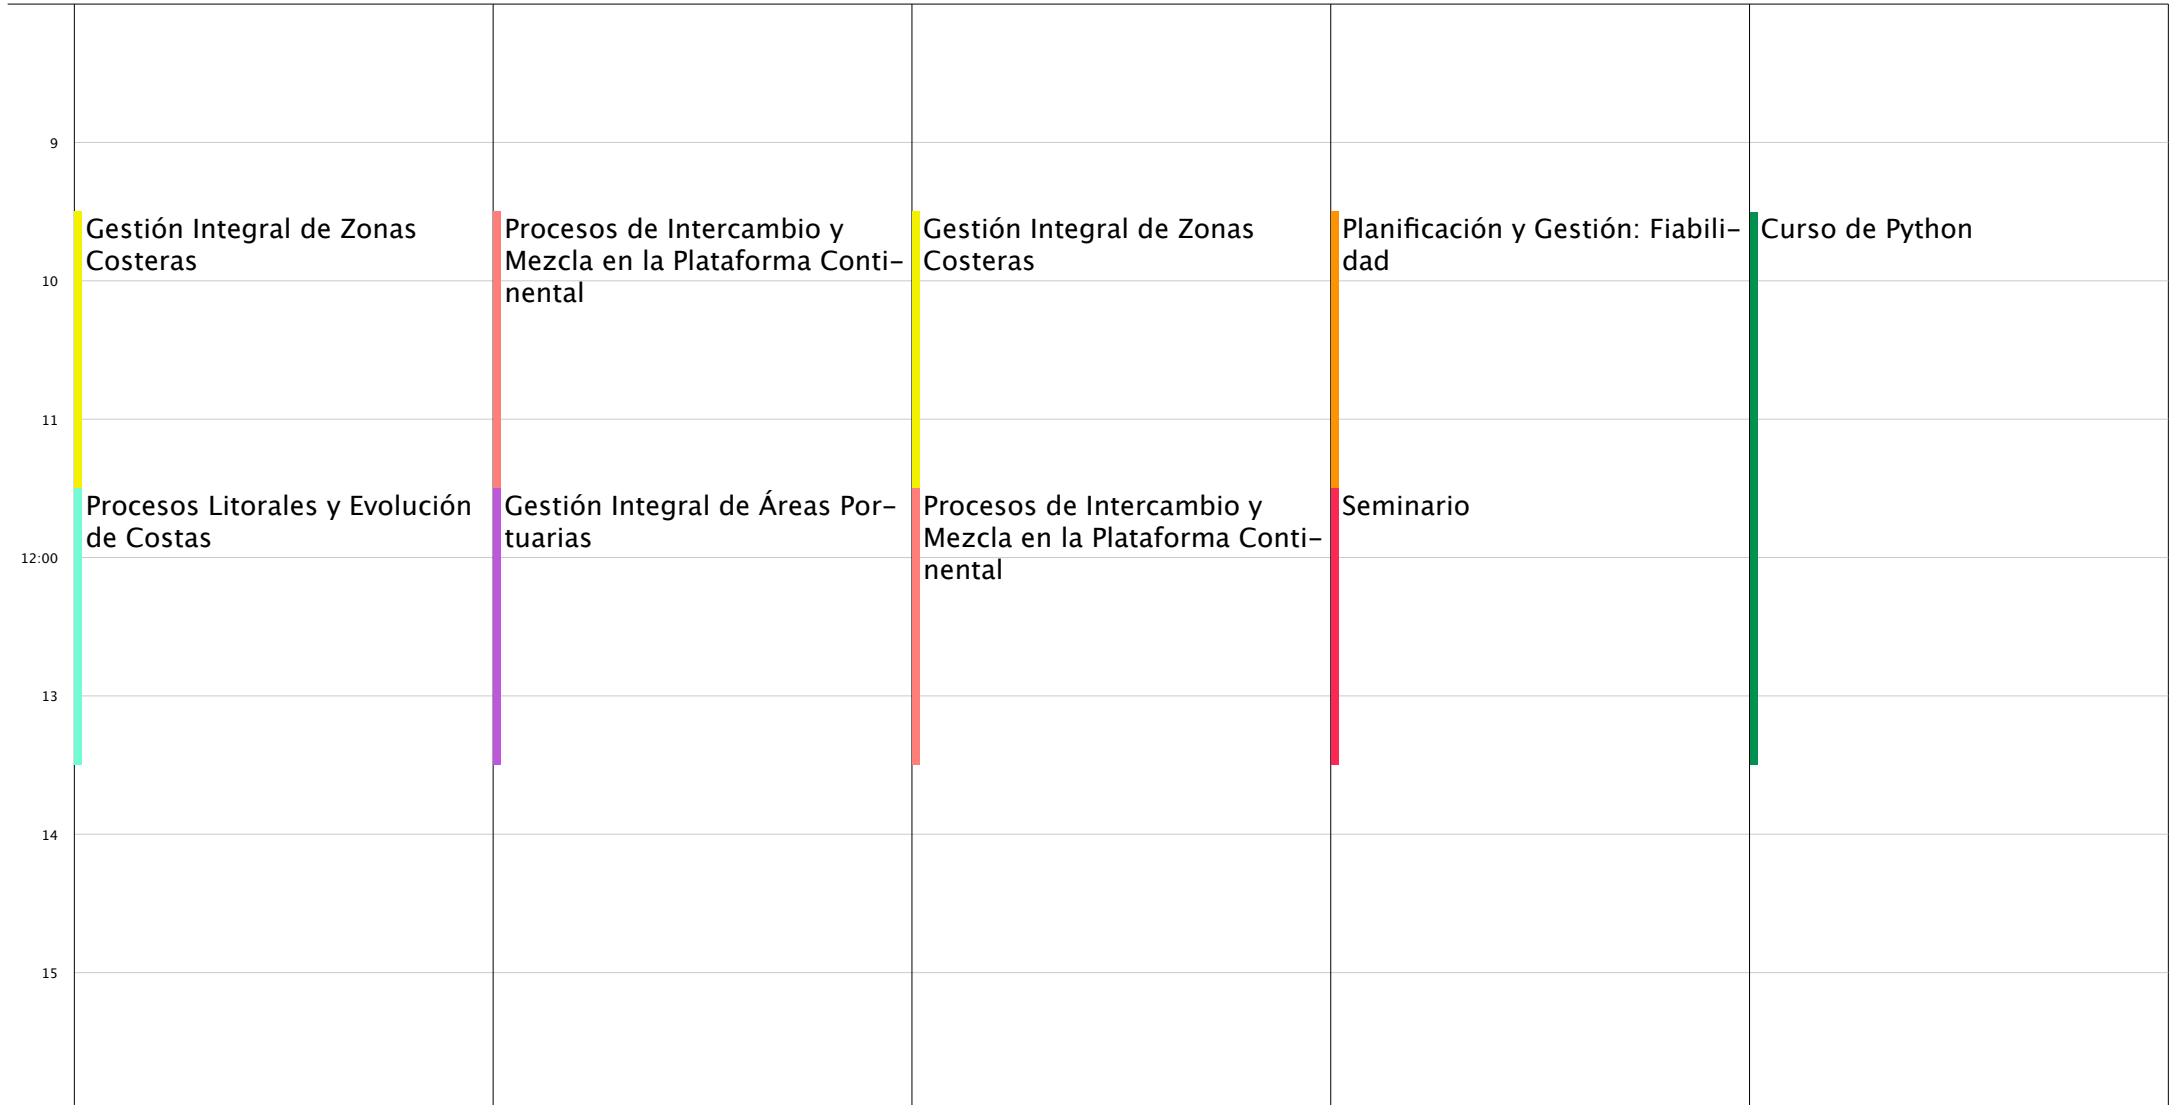 9
Gestión Integral de Zonas
Costeras
Procesos de Intercambio y
Mezcla en la Plataforma Conti-
nental
Gestión Integral de Zonas
Costeras
Planificación y Gestión: Fiabili-
dad
Curso de Python
10
11
Procesos Litorales y Evolución
de Costas
Gestión Integral de Áreas Por-
tuarias
Procesos de Intercambio y
Mezcla en la Plataforma Conti-
nental
Seminario
12:00
13
14
15